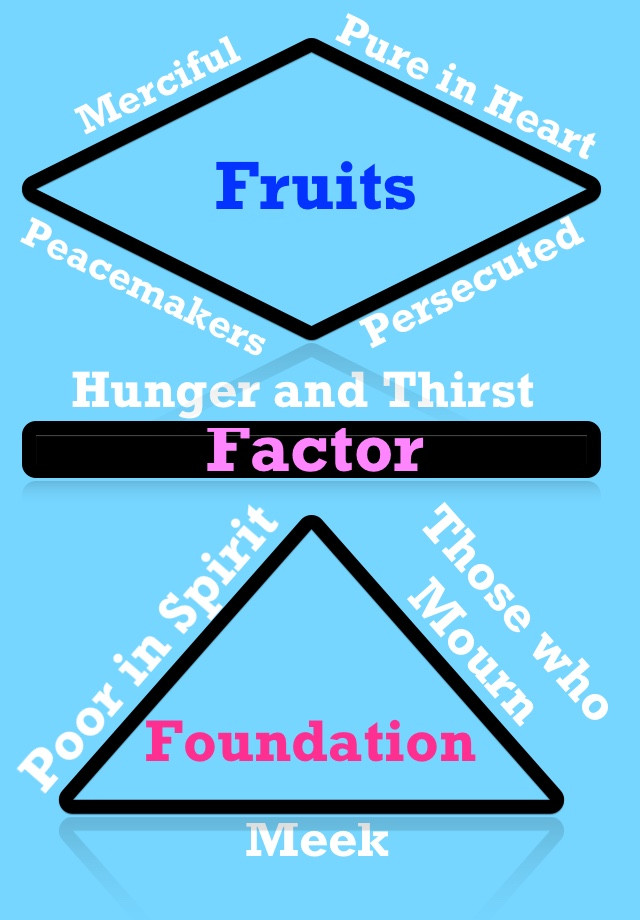 Merciful
Pure in Heart
Fruits
Peacemakers
Persecuted
Hunger and Thirst
Factor
Poor in Spirit
Those who
Mourn
Foundation
Meek